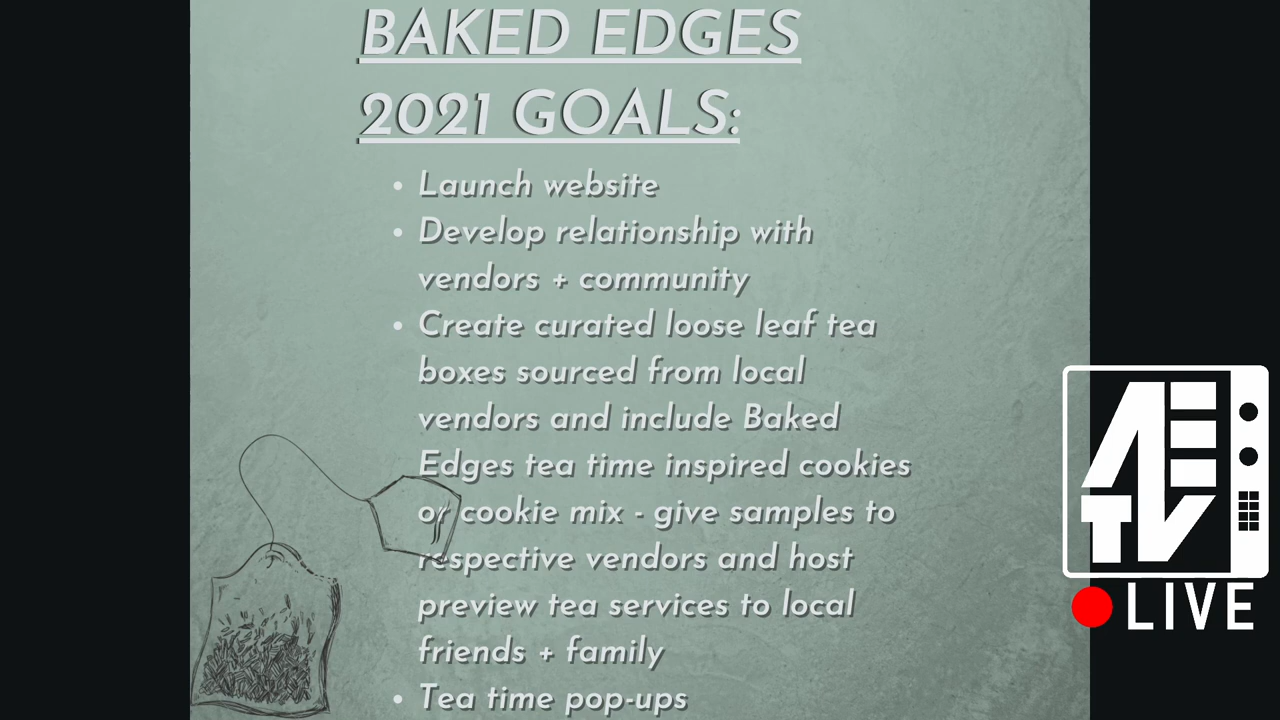 BAKED EDGES
2021 GOALS:
• Launch website
• Develop relationship with
vendors + community
• Create curated loose leaf tea
boxes sourced from local
vendors and include Baked
Edges tea time inspired cookies
or cookie mix - give samples to
respective vendors and host
preview tea services to local
friends + family
• Tea time pop-ups
AETV
LIVE